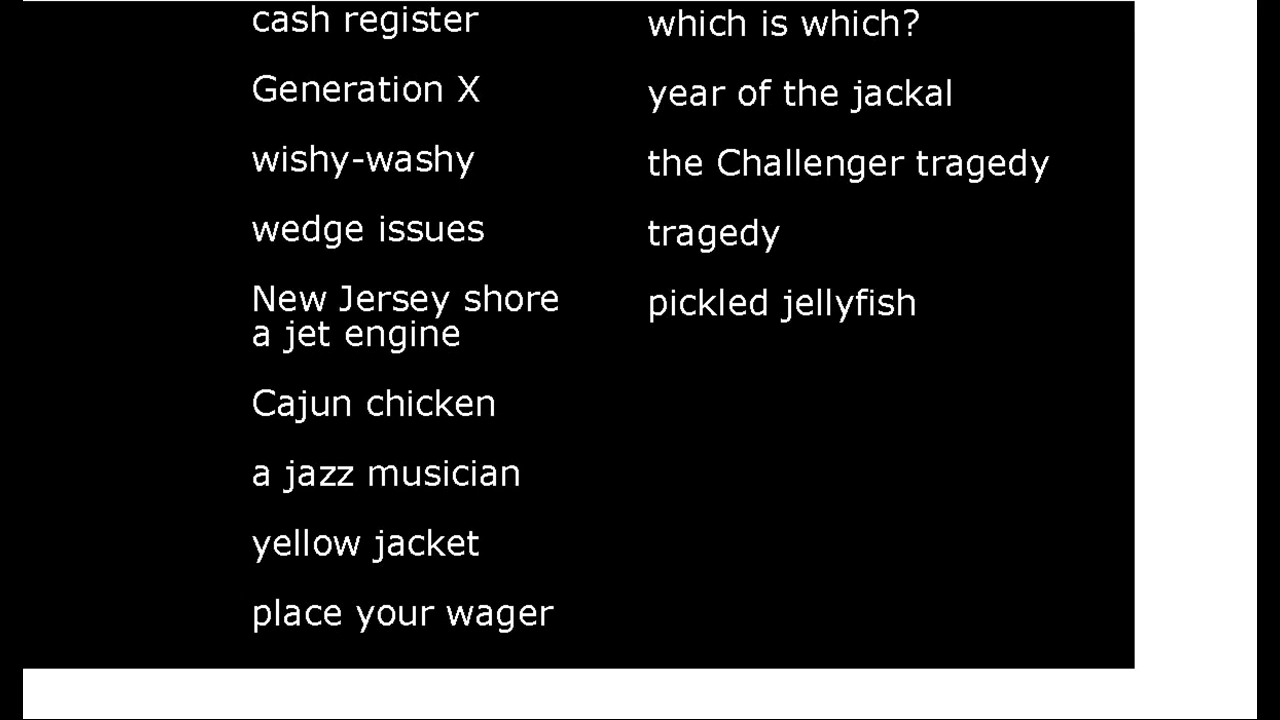 cash register
Generation X
wishy-washy
wedge issues
New Jersey shore
a jet engine
Cajun chicken
a jazz musician
yellow jacket
place your wager
which is which?
year of the jackal
the Challenger tragedy
tragedy
pickled jellyfish